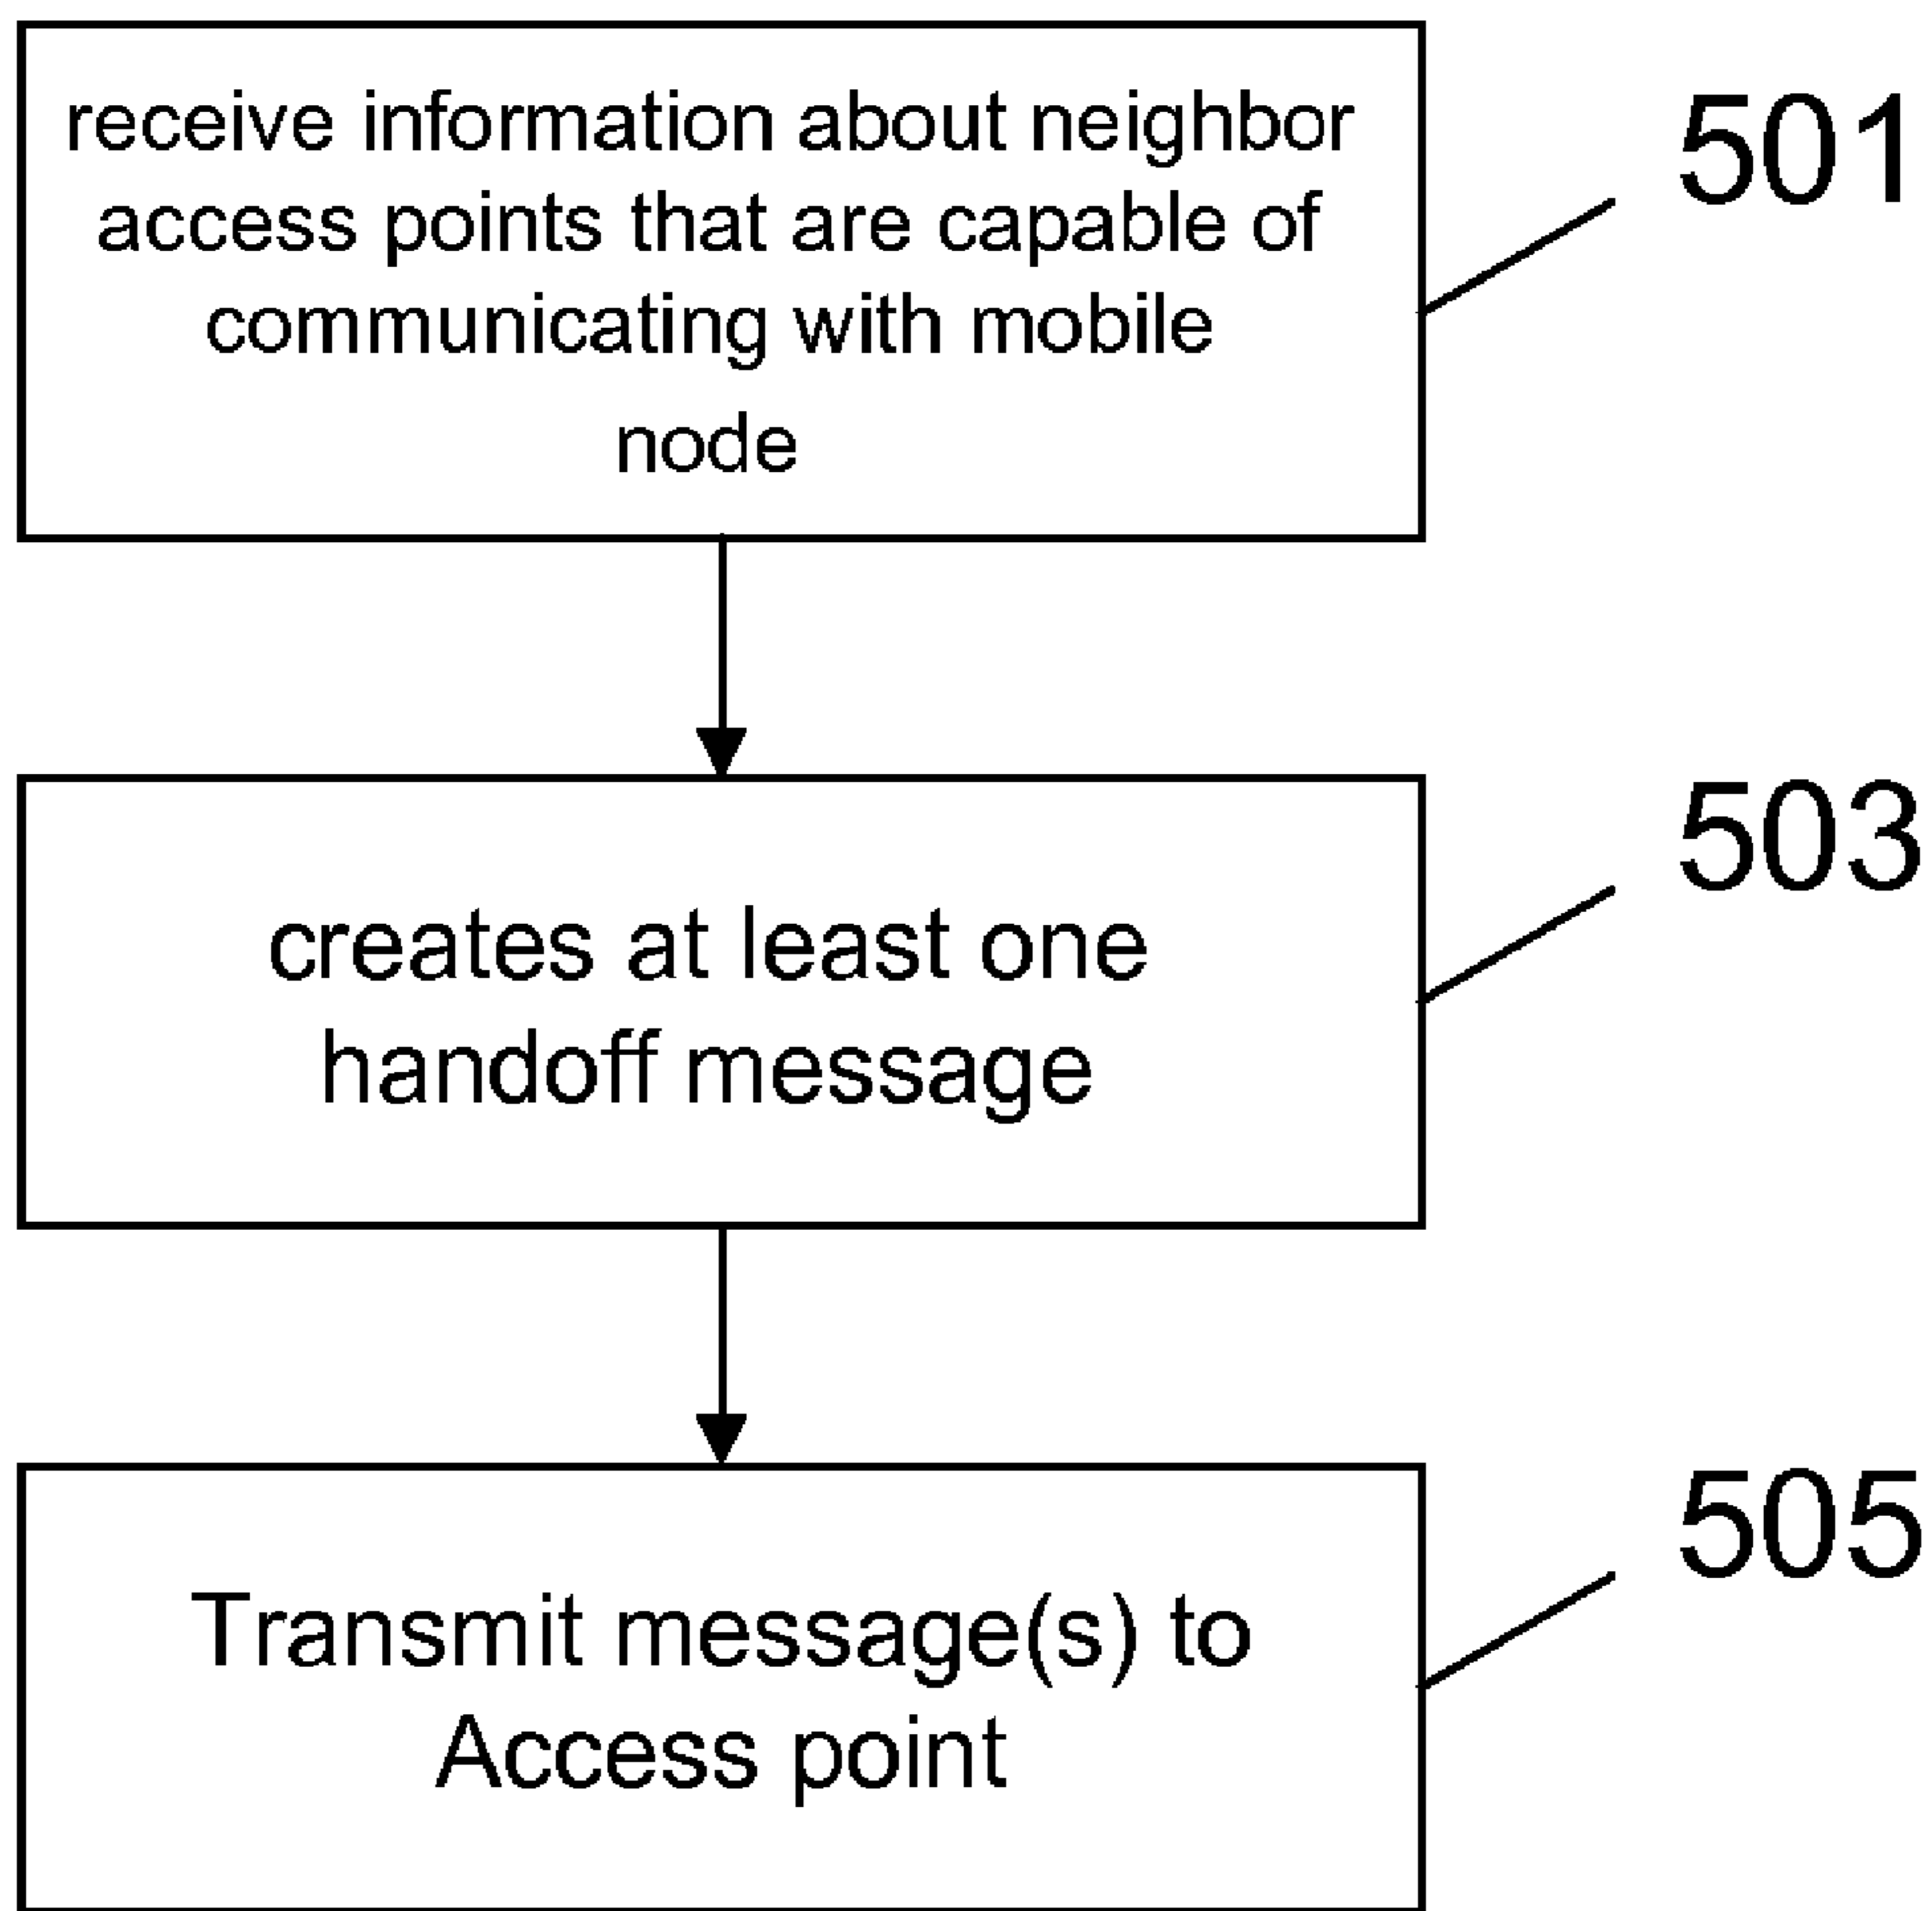 receive information about neighbor
access points that are capable of
communicating with mobile
node
501
creates at least one
handoff message
503
Transmit message(s) to
Access point
505